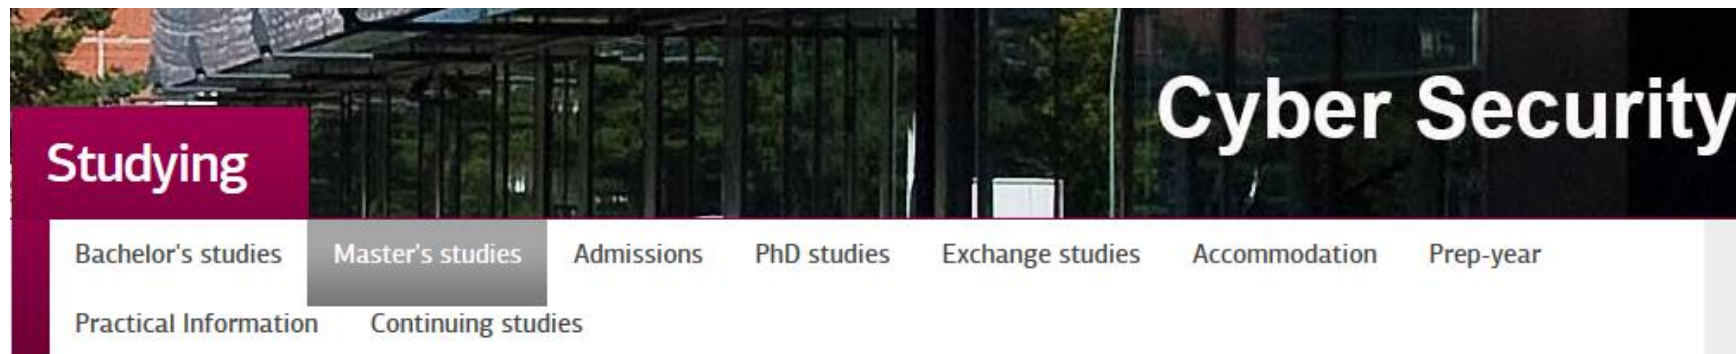 Cyber Security
Studying
Bachelor's studies Master's studies Admissions PhD studies Exchange studies Accommodation Prep-year
Practical Information Continuing studies